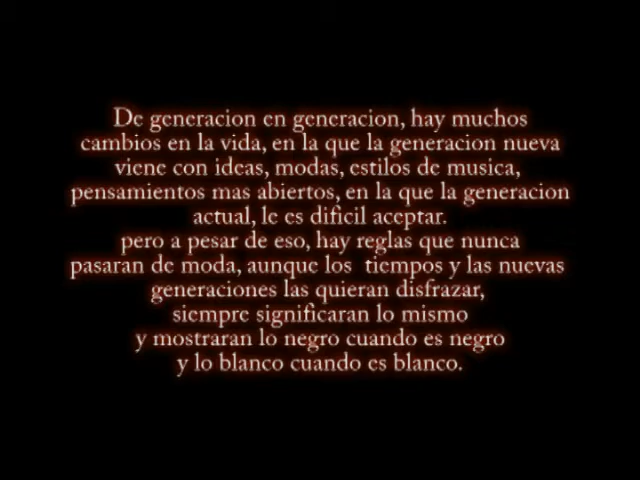 De generacion en generacion, hay muchos
cambios en la vida, en la que la generacion nueva
viene con ideas, modas, estilos de musica,
pensamientos mas abiertos, en la que la generacion
actual, le es dificil aceptar.
pero a pesar de eso, hay reglas que nunca
pasaran de moda, aunque los  tiempos y las nuevas
generaciones las quieran disfrazar,
siempre significaran lo mismo
y mostraran lo negro cuando es negro
y lo blanco cuando es blanco.